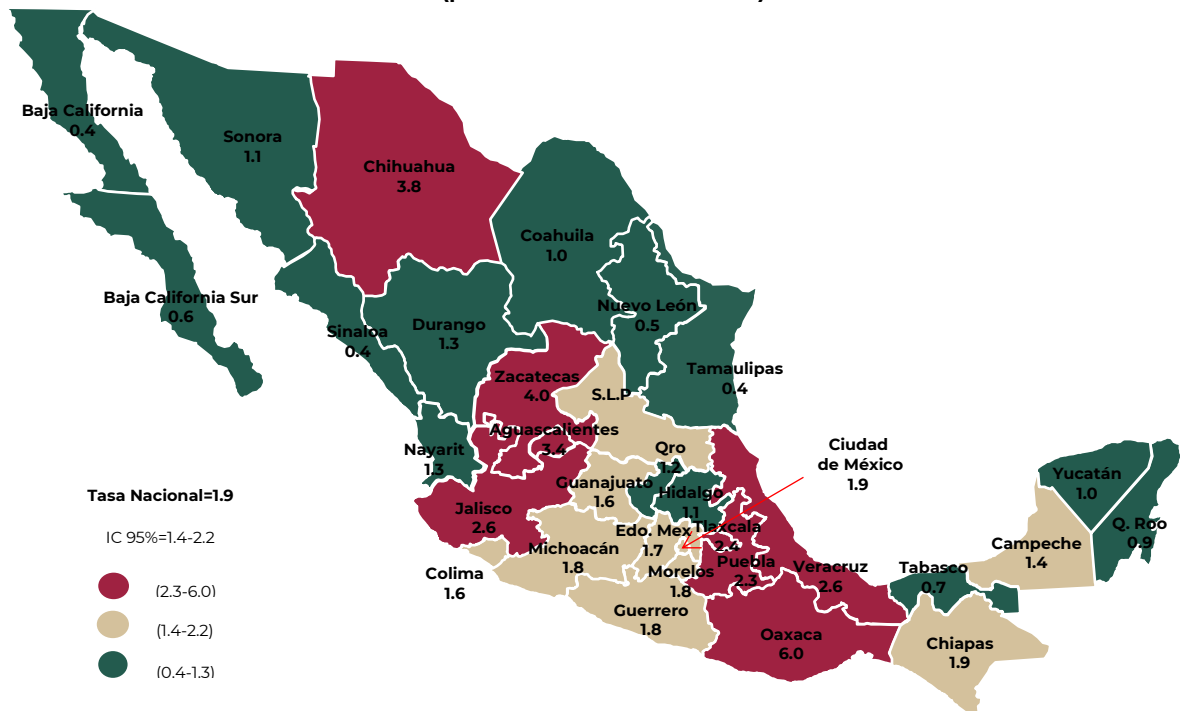 Baja California
0.4
Sonora
1.1
Chihuahua
3.8
Coahuila
1.0
Baja California Sur
0.6
Nuevo León
0.5
Sinaloa
0.4
Durango
1.3
Tamaulipas
0.4
Zacatecas
4.0
S.L.P
Aguascalientes
3.4
Nayarit
1.3
Qro
1.2
Ciudad
de México
1.9
Guanajuato
1.6
Hidalgo
1.1
Yucatán
1.0
Tasa Nacional=1.9
Jalisco
2.6
Q. Roo
0.9
IC 95%=1.4-2.2
Edo. Mex
1.7
Tlaxcala
2.4
Michoacán
1.8
Campeche
1.4
Puebla
2.3
Veracruz
2.6
Tabasco
0.7
Colima
1.6
Morelos
1.8
(2.3-6.0)
Guerrero
1.8
(1.4-2.2)
Oaxaca
6.0
Chiapas
1.9
(0.4-1.3)